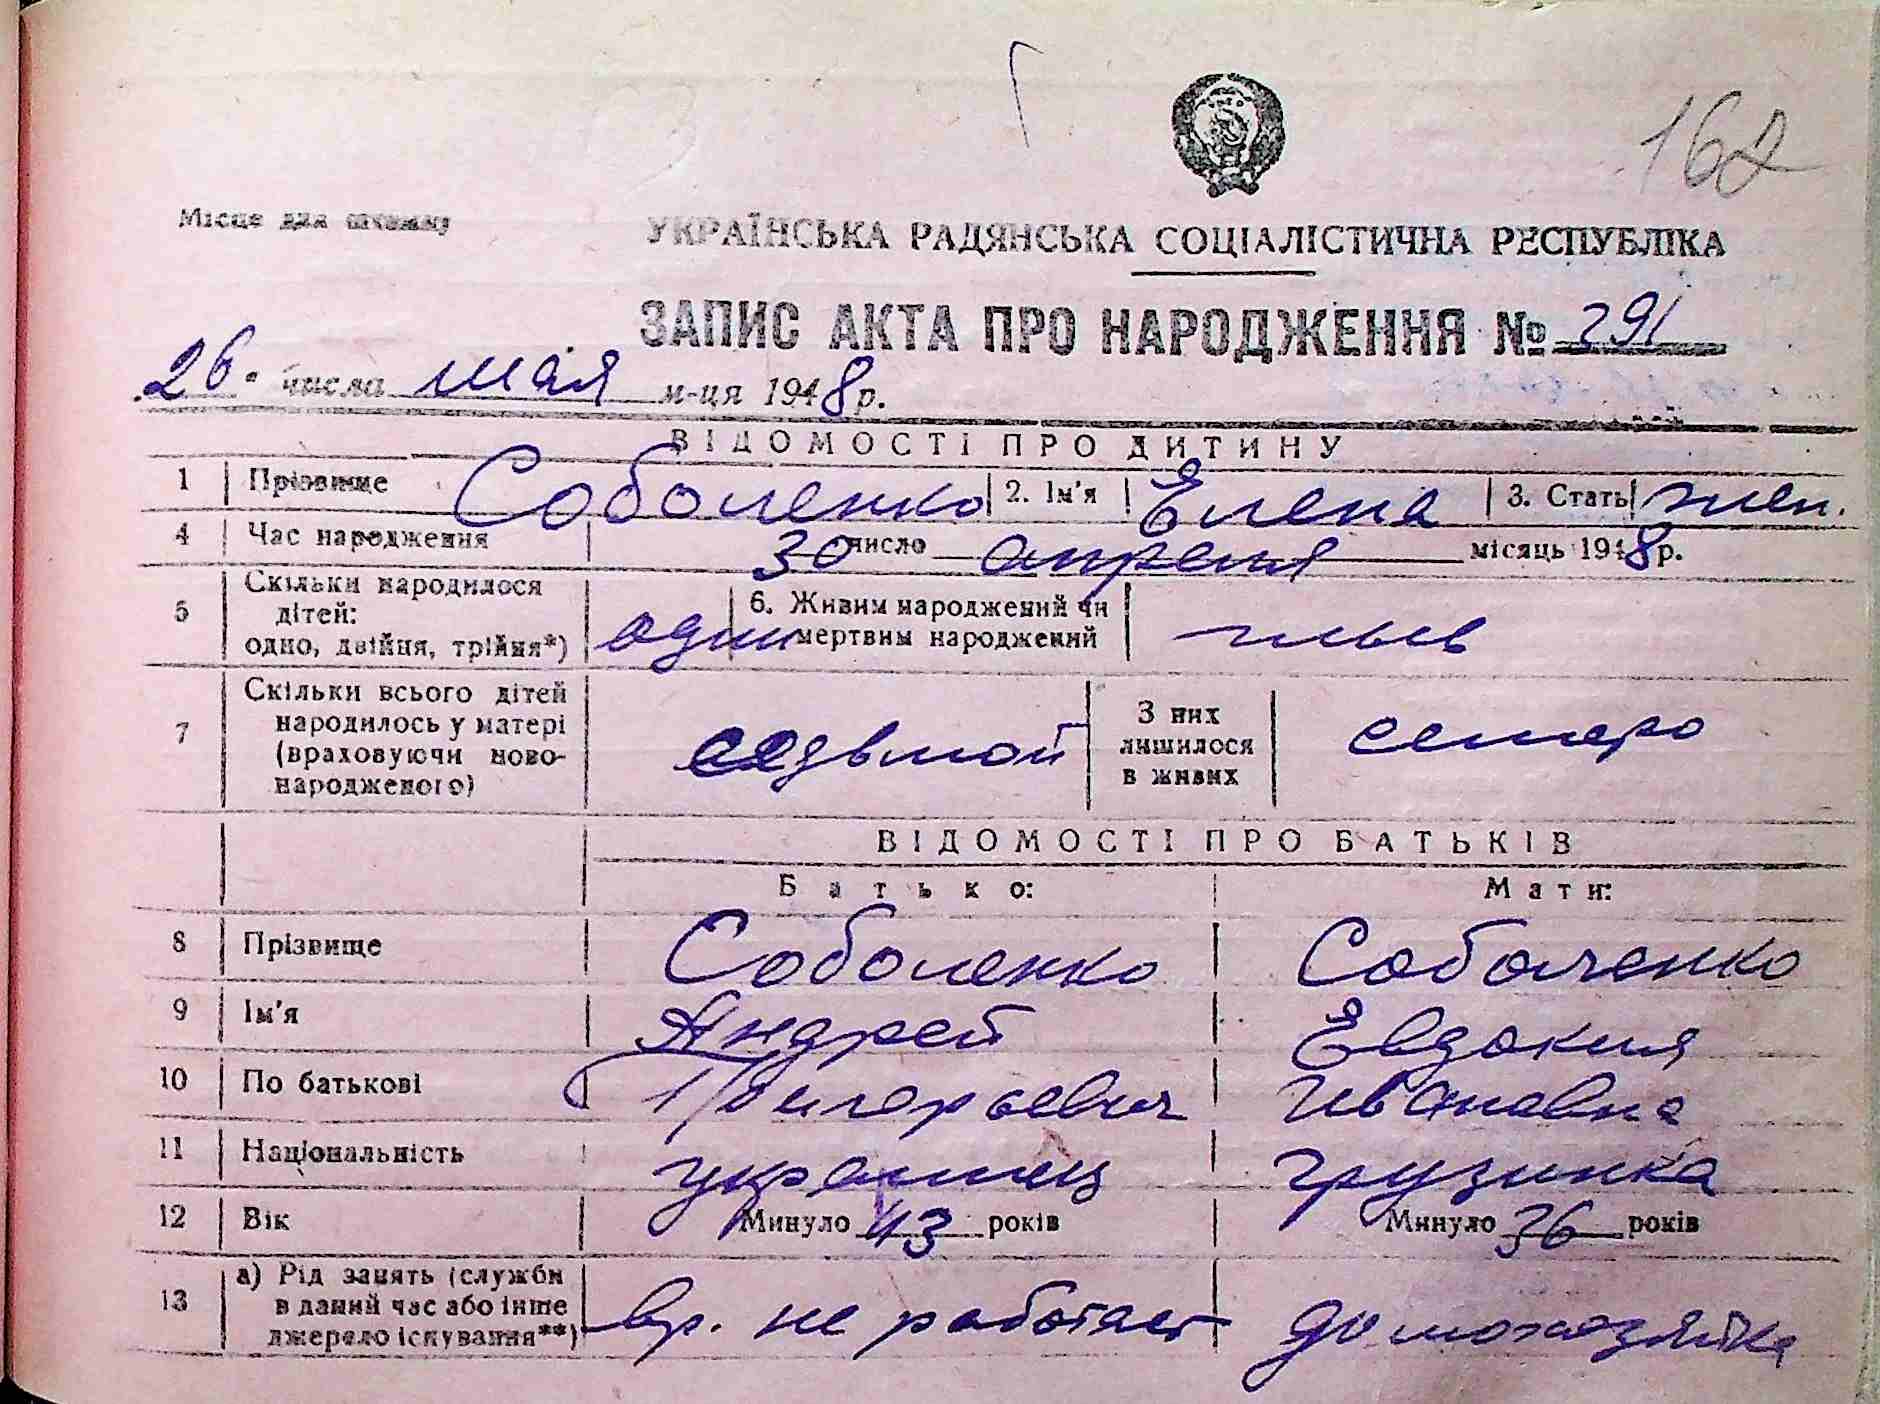 162
Місце для штампу
УКРАЇНСЬКА РАДЯНСЬКА СОЦІАЛІСТИЧНА РЕСПУБЛІКА
ЗАПИС АКТА ПРО НАРОДЖЕННЯ № 391
26. числа мая м-ця 1948 р.
ВІДОМОСТІ ПРО ДИТИНУ
1 Прізвище Соболенко 2. Ім'я Елена 3. Стать жен.
4 Час народження 30 число апреля місяць 1948 р.
5 Скільки народилося дітей: одно, двійня, трійня*) один 6. Живим народжений чи мертвим народжений
7 Скільки всього дітей народилось у матері (враховуючи новонародженого) седьмой З них лишилося в живих семеро
ВІДОМОСТІ ПРО БАТЬКІВ
Батько: Мати:
8 Прізвище Соболенко Соболенко
9 Ім'я Андрей Евдокия
10 По батькові Григорьевич Ивановна
11 Національність украинец грузинка
12 Вік Минуло 43 років Минуло 36 років
13 а) Рід занять (служби в даний час або інше джерело існування**) вр. не работает домохозяйка